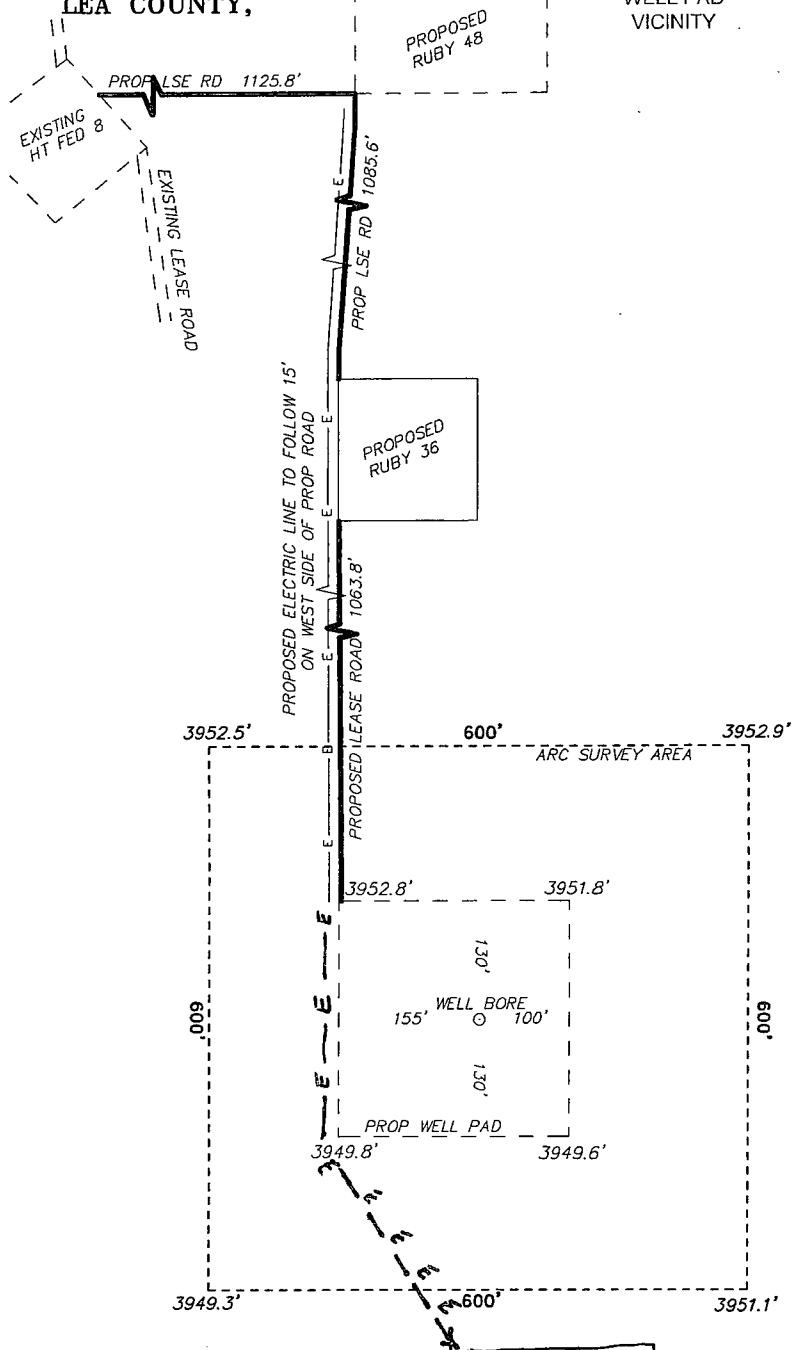 LEA COUNTY,
VICINITY
PROPOSED
RUBY 48
PROP LSE RD 1125.8'
EXISTING
HT FED 8
EXISTING LEASE ROAD
E
PROP LSE RD 1085.6'
PROPOSED ELECTRIC LINE TO FOLLOW 15'
ON WEST SIDE OF PROP ROAD
E
PROPOSED
RUBY 36
E
PROPOSED LEASE ROAD 1063.8'
E
3952.5'
600'
3952.9'
ARC SURVEY AREA
E
3952.8'
3951.8'
E
E
E
600'
600'
130'
WELL BORE
155'
100'
130'
PROP WELL PAD
3949.8'
3949.6'
3949.3'
600'
3951.1'